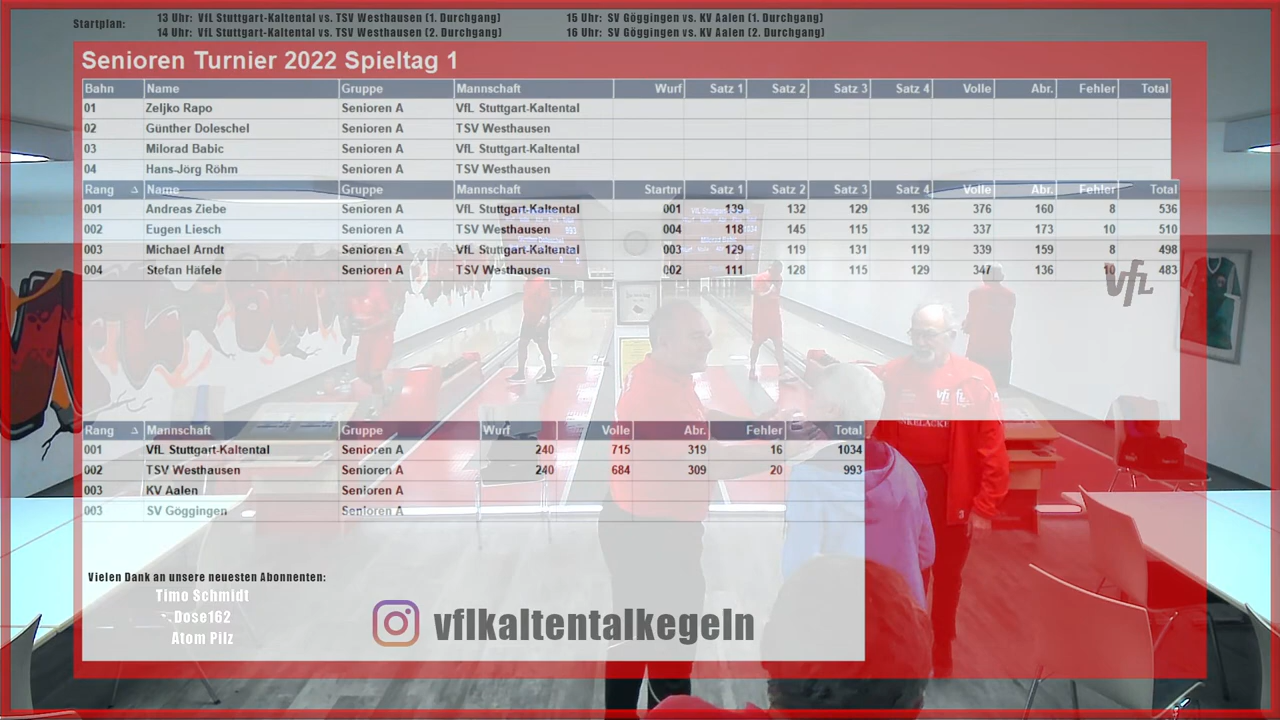 Startplan: 13 Uhr: VfL Stuttgart-Kaltental vs. TSV Westhausen (1. Durchgang) 15 Uhr: SV Göggingen vs. KV Aalen (1. Durchgang)
14 Uhr: VfL Stuttgart-Kaltental vs. TSV Westhausen (2. Durchgang) 16 Uhr: SV Göggingen vs. KV Aalen (2. Durchgang)
Senioren Turnier 2022 Spieltag 1
Bahn Name Gruppe Mannschaft Wurf Satz 1 Satz 2 Satz 3 Satz 4 Volle Abr. Fehler Total
01 Zeljko Rapo Senioren A VfL Stuttgart-Kaltental
02 Günther Doleschel Senioren A TSV Westhausen
03 Milorad Babic Senioren A VfL Stuttgart-Kaltental
04 Hans-Jörg Röhm Senioren A TSV Westhausen
Rang Name Gruppe Mannschaft Startnr Satz 1 Satz 2 Satz 3 Satz 4 Volle Abr. Fehler Total
001 Andreas Ziebe Senioren A VfL Stuttgart-Kaltental 001 139 132 129 136 376 160 8 536
002 Eugen Liesch Senioren A TSV Westhausen 004 118 145 115 132 337 173 10 510
003 Michael Arndt Senioren A VfL Stuttgart-Kaltental 003 129 119 131 119 339 159 8 498
004 Stefan Häfele Senioren A TSV Westhausen 002 111 128 115 129 347 136 10 483
VfL
Rang Mannschaft Gruppe Wurf Volle Abr. Fehler Total
001 VfL Stuttgart-Kaltental Senioren A 240 715 319 16 1034
002 TSV Westhausen Senioren A 240 684 309 20 993
003 KV Aalen Senioren A
003 SV Göggingen Senioren A
Vielen Dank an unsere neuesten Abonnenten:
Timo Schmidt
Dose162
Atom Pilz
vflkaltentalkegeln